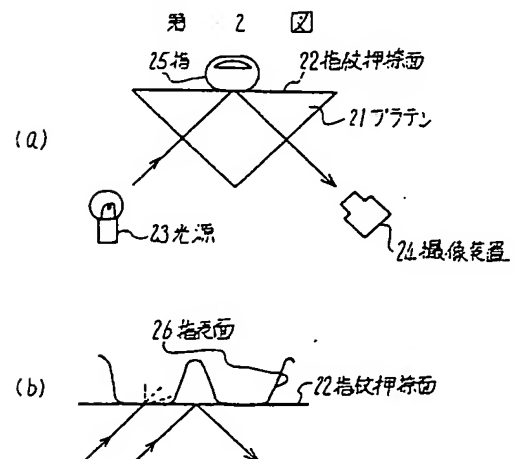 第 2 図
25指
22指紋押捺面
21プラテン
(a)
23光源
24撮像装置
26指表面
(b)
22指紋押捺面